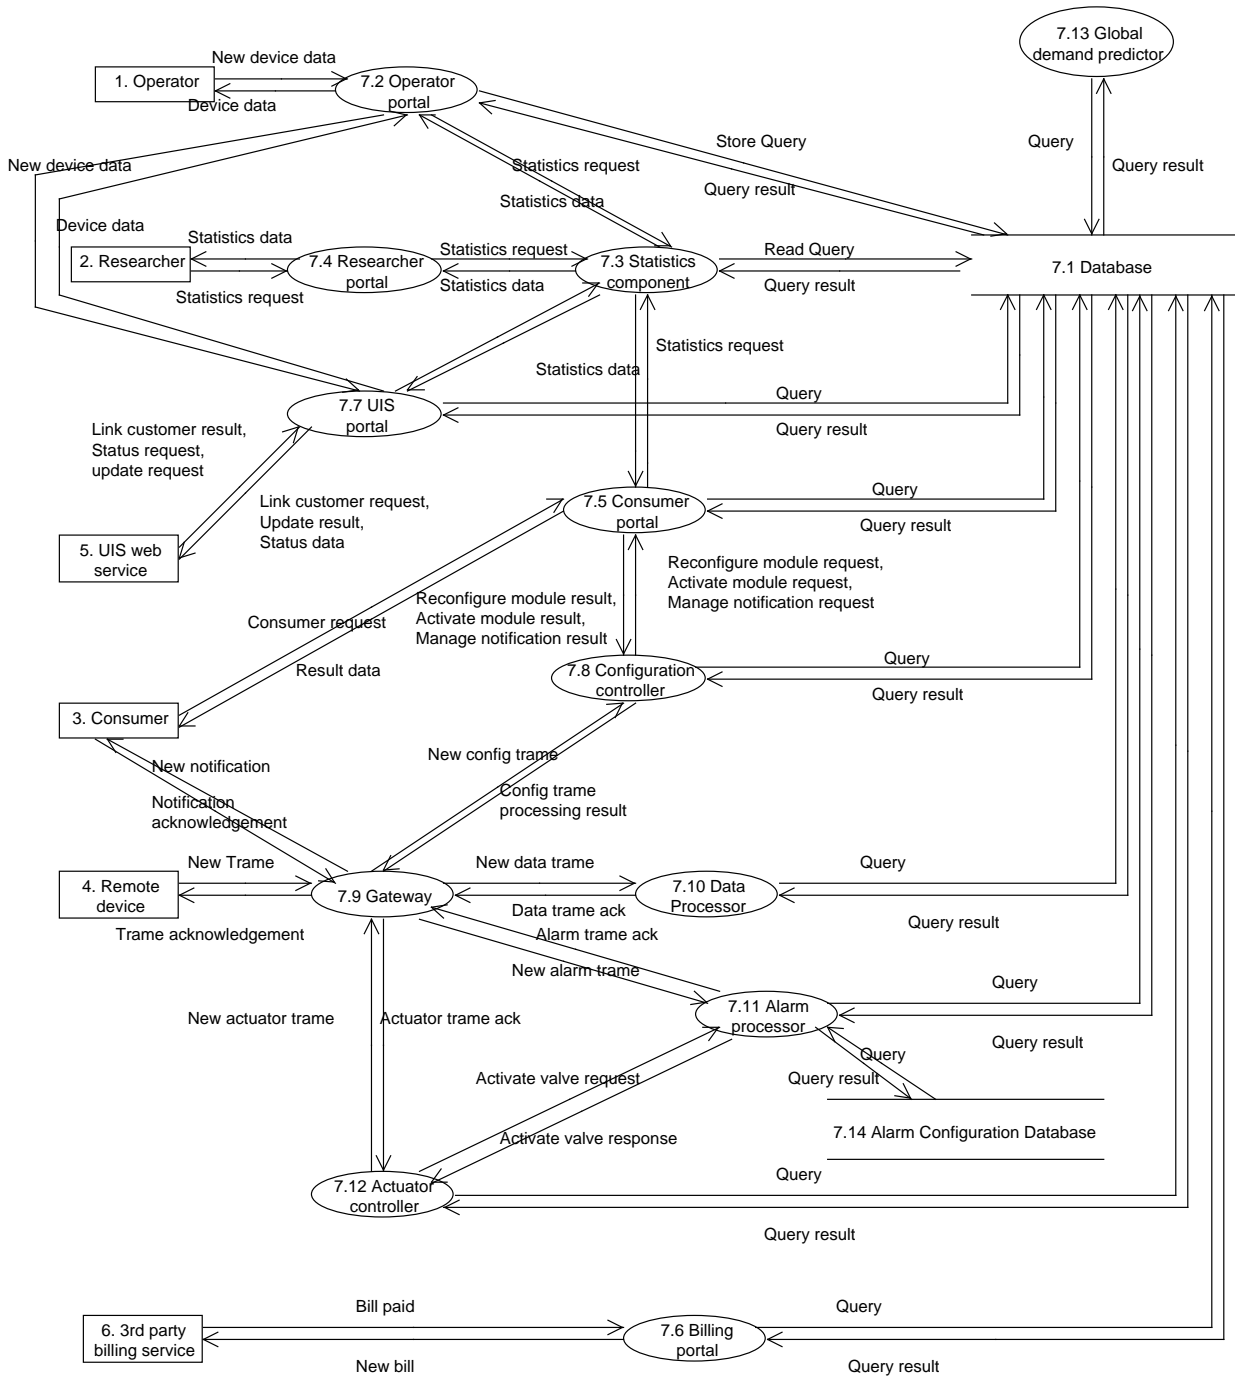 7.13 Global
demand predictor
New device data
1. Operator
7.2 Operator
portal
Device data
Store Query
Query
Query result
New device data
Statistics request
Query result
Statistics data
Device data
Statistics data
2. Researcher
Statistics request
7.4 Researcher
portal
Statistics request
Statistics data
7.3 Statistics
component
Read Query
Query result
7.1 Database
Statistics request
Statistics data
7.7 UIS
portal
Query
Query result
Link customer result,
Status request,
update request
Link customer request,
Update result,
Status data
5. UIS web
service
7.5 Consumer
portal
Query
Query result
Reconfigure module request,
Activate module request,
Manage notification request
Reconfigure module result,
Activate module result,
Manage notification result
Consumer request
Result data
7.8 Configuration
controller
Query
Query result
3. Consumer
New notification
Notification
acknowledgement
New config trame
Config trame
processing result
New Trame
4. Remote
device
Trame acknowledgement
7.9 Gateway
New data trame
Data trame ack
7.10 Data
Processor
Query
Query result
Alarm trame ack
New alarm trame
New actuator trame
Actuator trame ack
7.11 Alarm
processor
Query
Query result
Query
Query result
Activate valve request
Activate valve response
7.14 Alarm Configuration Database
7.12 Actuator
controller
Query
Query result
Bill paid
6. 3rd party
billing service
New bill
7.6 Billing
portal
Query
Query result